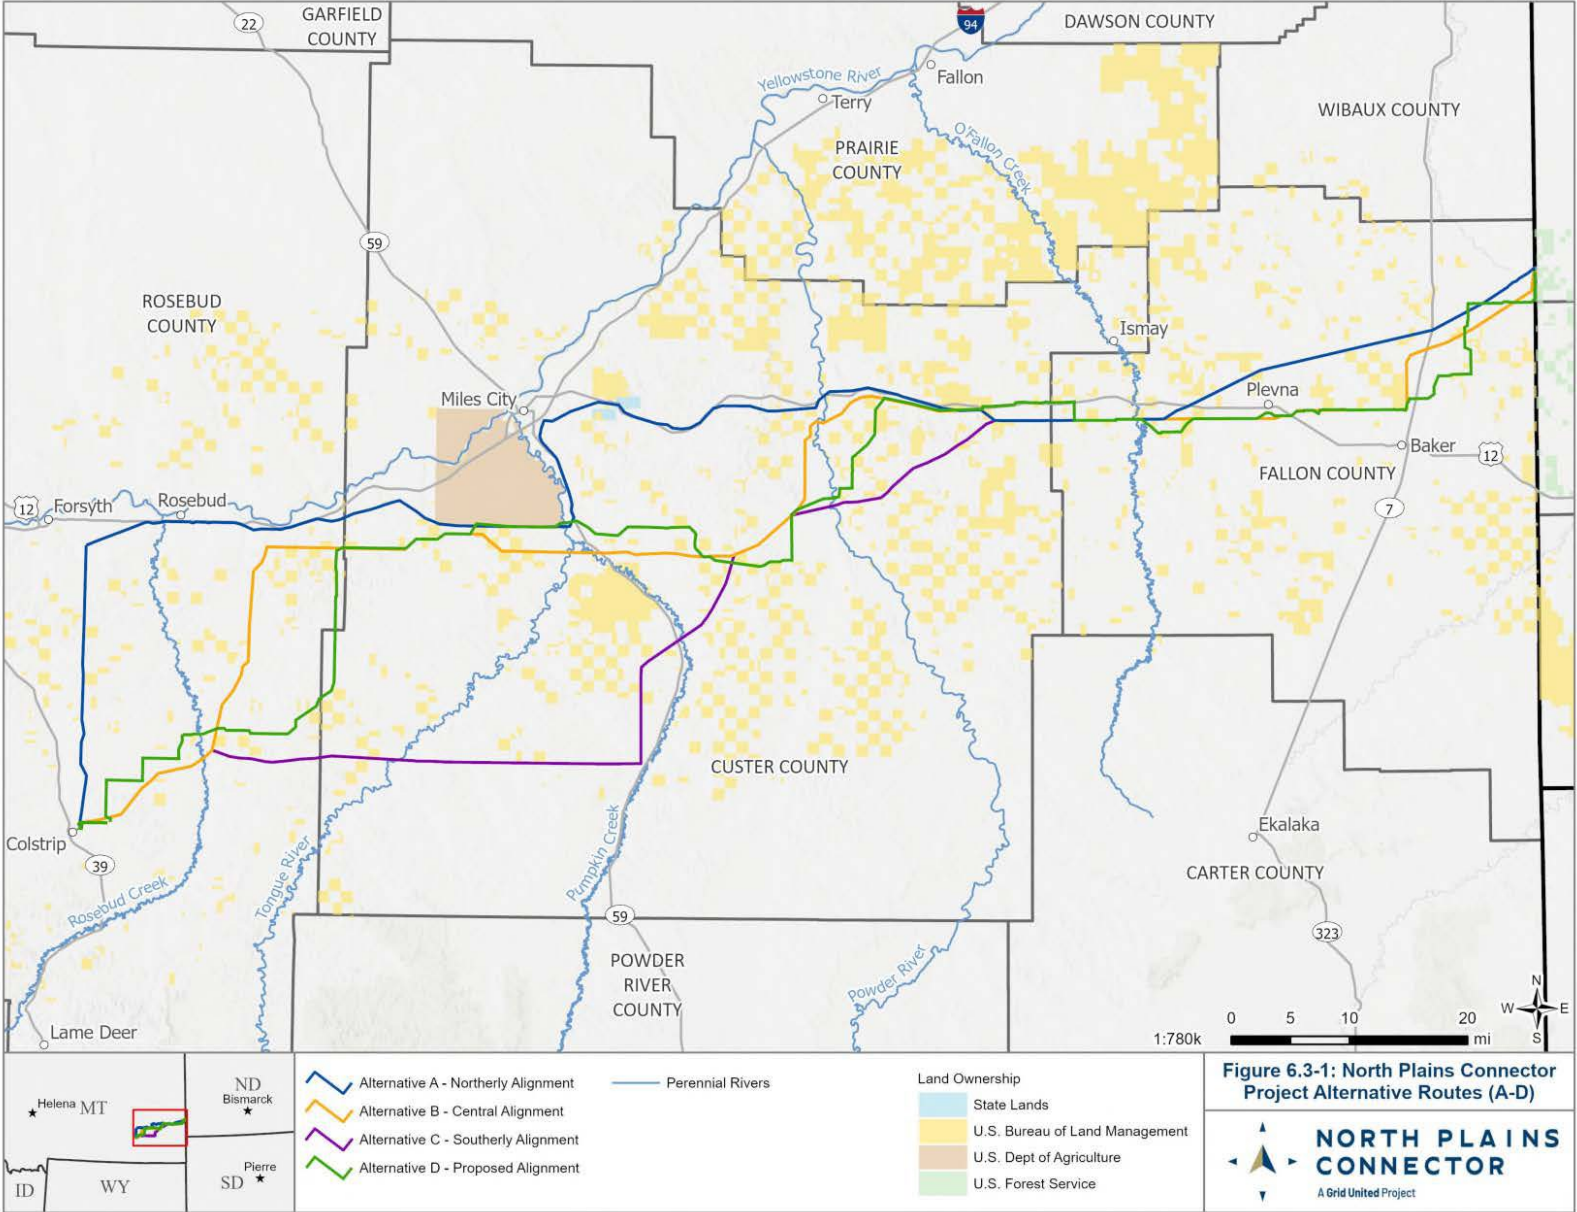 22
GARFIELD
COUNTY
94
DAWSON COUNTY
Yellowstone River
Fallon
Terry
WIBAUX COUNTY
O'Fallon Creek
PRAIRIE
COUNTY
59
ROSEBUD
COUNTY
Ismay
Miles City
Plevna
Baker
12
FALLON COUNTY
12
Forsyth
Rosebud
7
CUSTER COUNTY
Colstrip
39
Rosebud Creek
Tongue River
Pumpkin Creek
Ekalaka
CARTER COUNTY
59
323
POWDER
RIVER
COUNTY
Powder River
Lame Deer
N
W
E
S
0 5 10 20
1:780k
mi
Helena
MT
ND
Bismarck
Pierre
ID
WY
SD
Alternative A - Northerly Alignment
Alternative B - Central Alignment
Alternative C - Southerly Alignment
Alternative D - Proposed Alignment
Perennial Rivers
Land Ownership
State Lands
U.S. Bureau of Land Management
U.S. Dept of Agriculture
U.S. Forest Service
Figure 6.3-1: North Plains Connector
Project Alternative Routes (A-D)
NORTH PLAINS
CONNECTOR
A Grid United Project